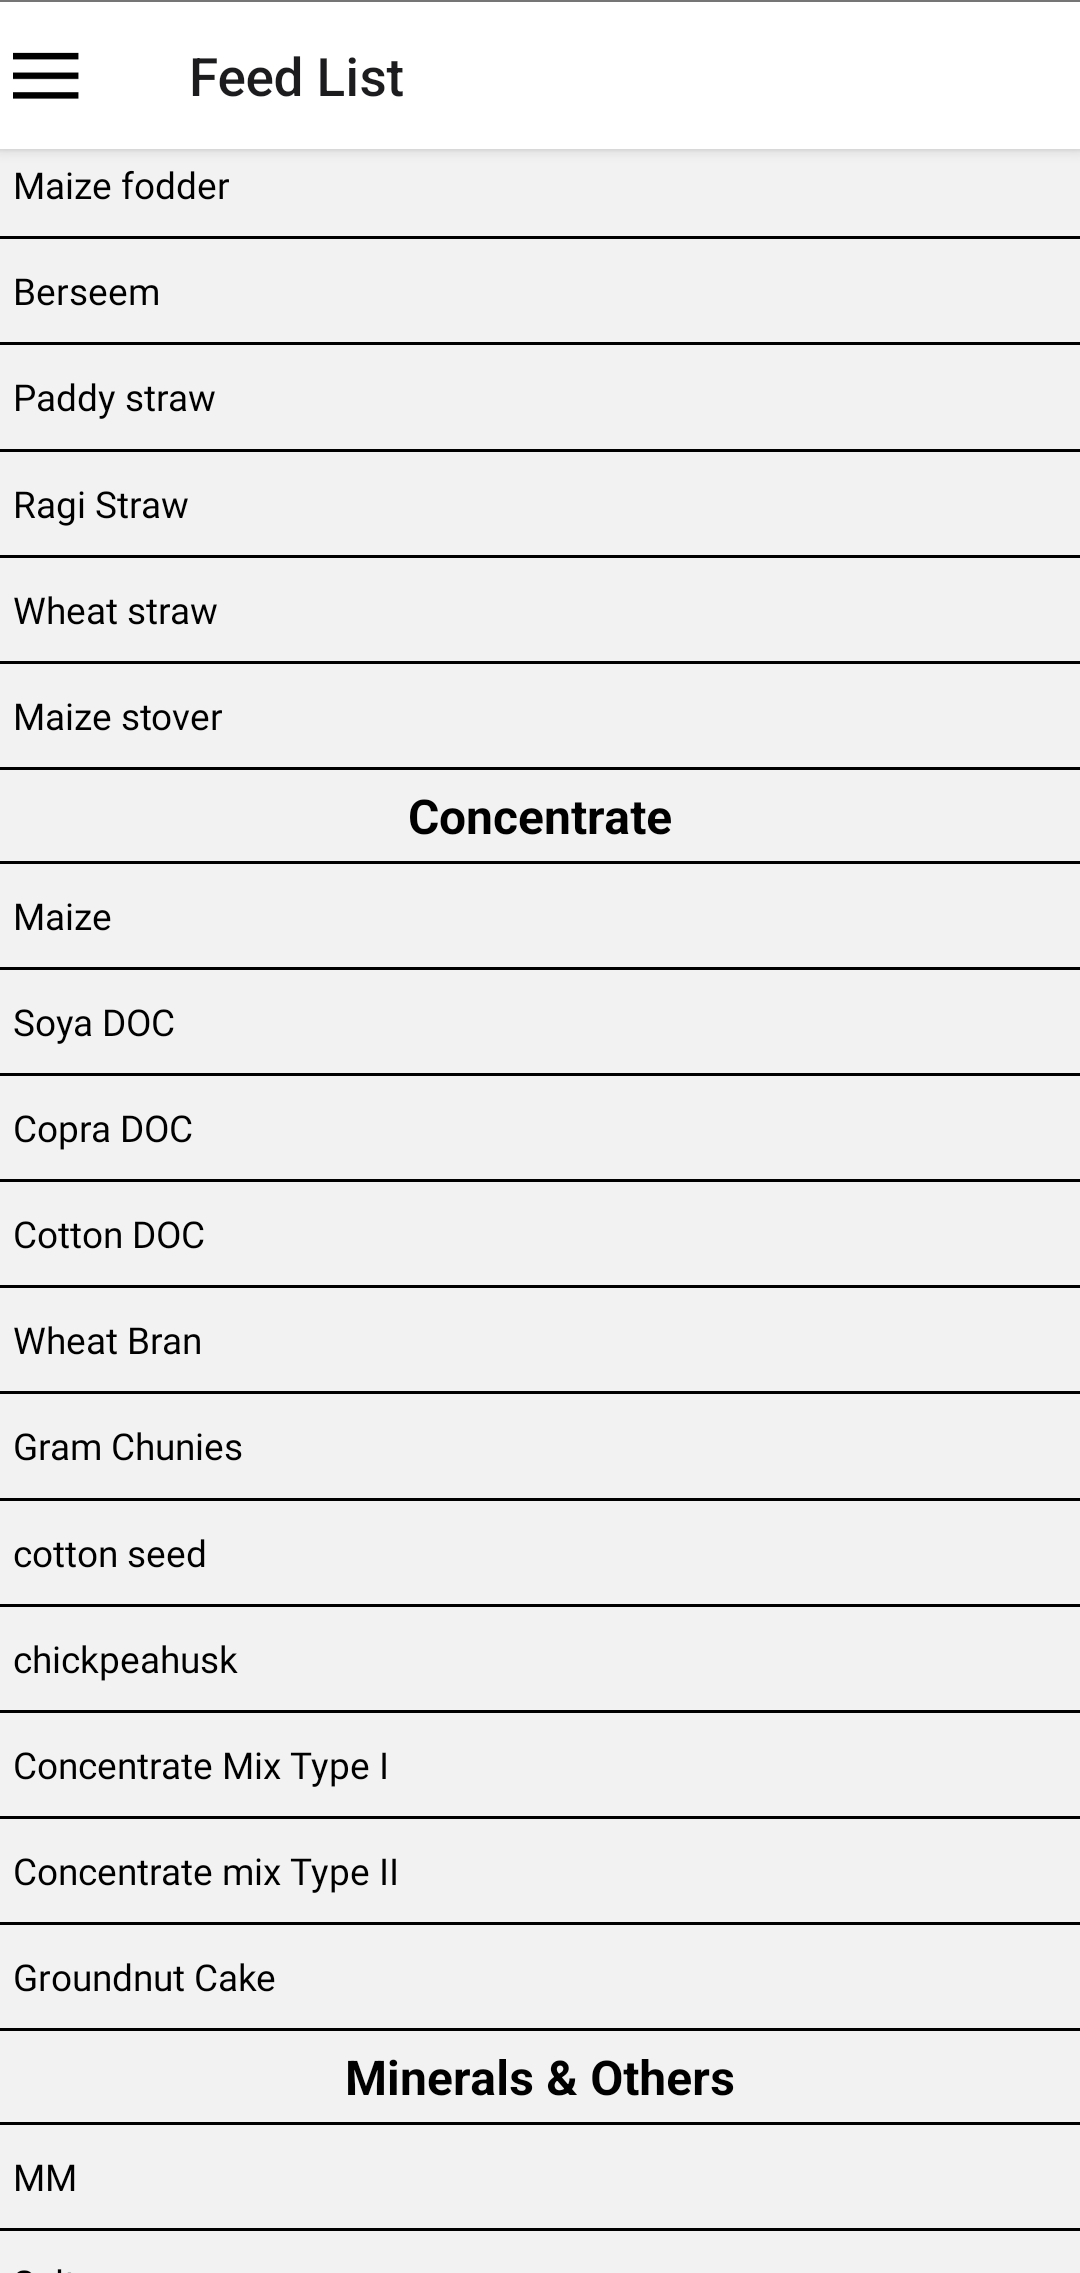 Feed List
Maize fodder
Berseem
Paddy straw
Ragi Straw
Wheat straw
Maize stover
Concentrate
Maize
Soya DOC
Copra DOC
Cotton DOC
Wheat Bran
Gram Chunies
cotton seed
chickpeahusk
Concentrate Mix Type I
Concentrate mix Type II
Groundnut Cake
Minerals & Others
MM